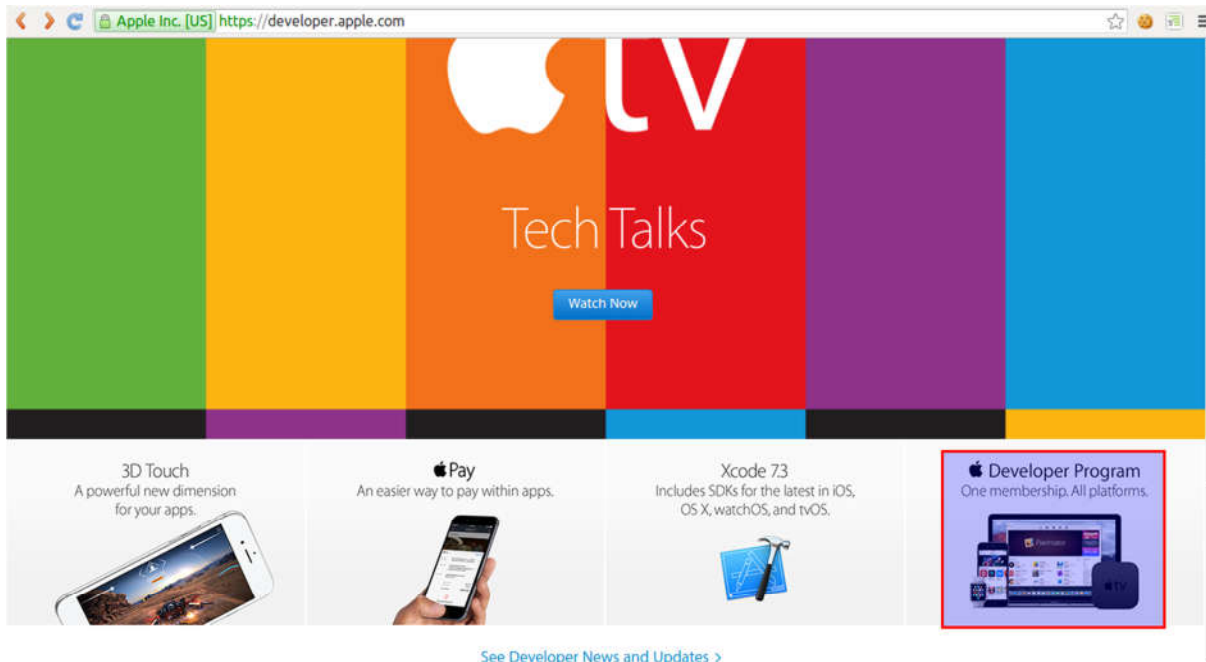 Apple Inc. [US] https://developer.apple.com
tv
Tech Talks
Watch Now
3D Touch
A powerful new dimension
for your apps.
Pay
An easier way to pay within apps.
Xcode 7.3
Includes SDKs for the latest in iOS,
OS X, watchOS, and tvOS.
Developer Program
One membership. All platforms.
Pixelmator
tv
See Developer News and Updates >